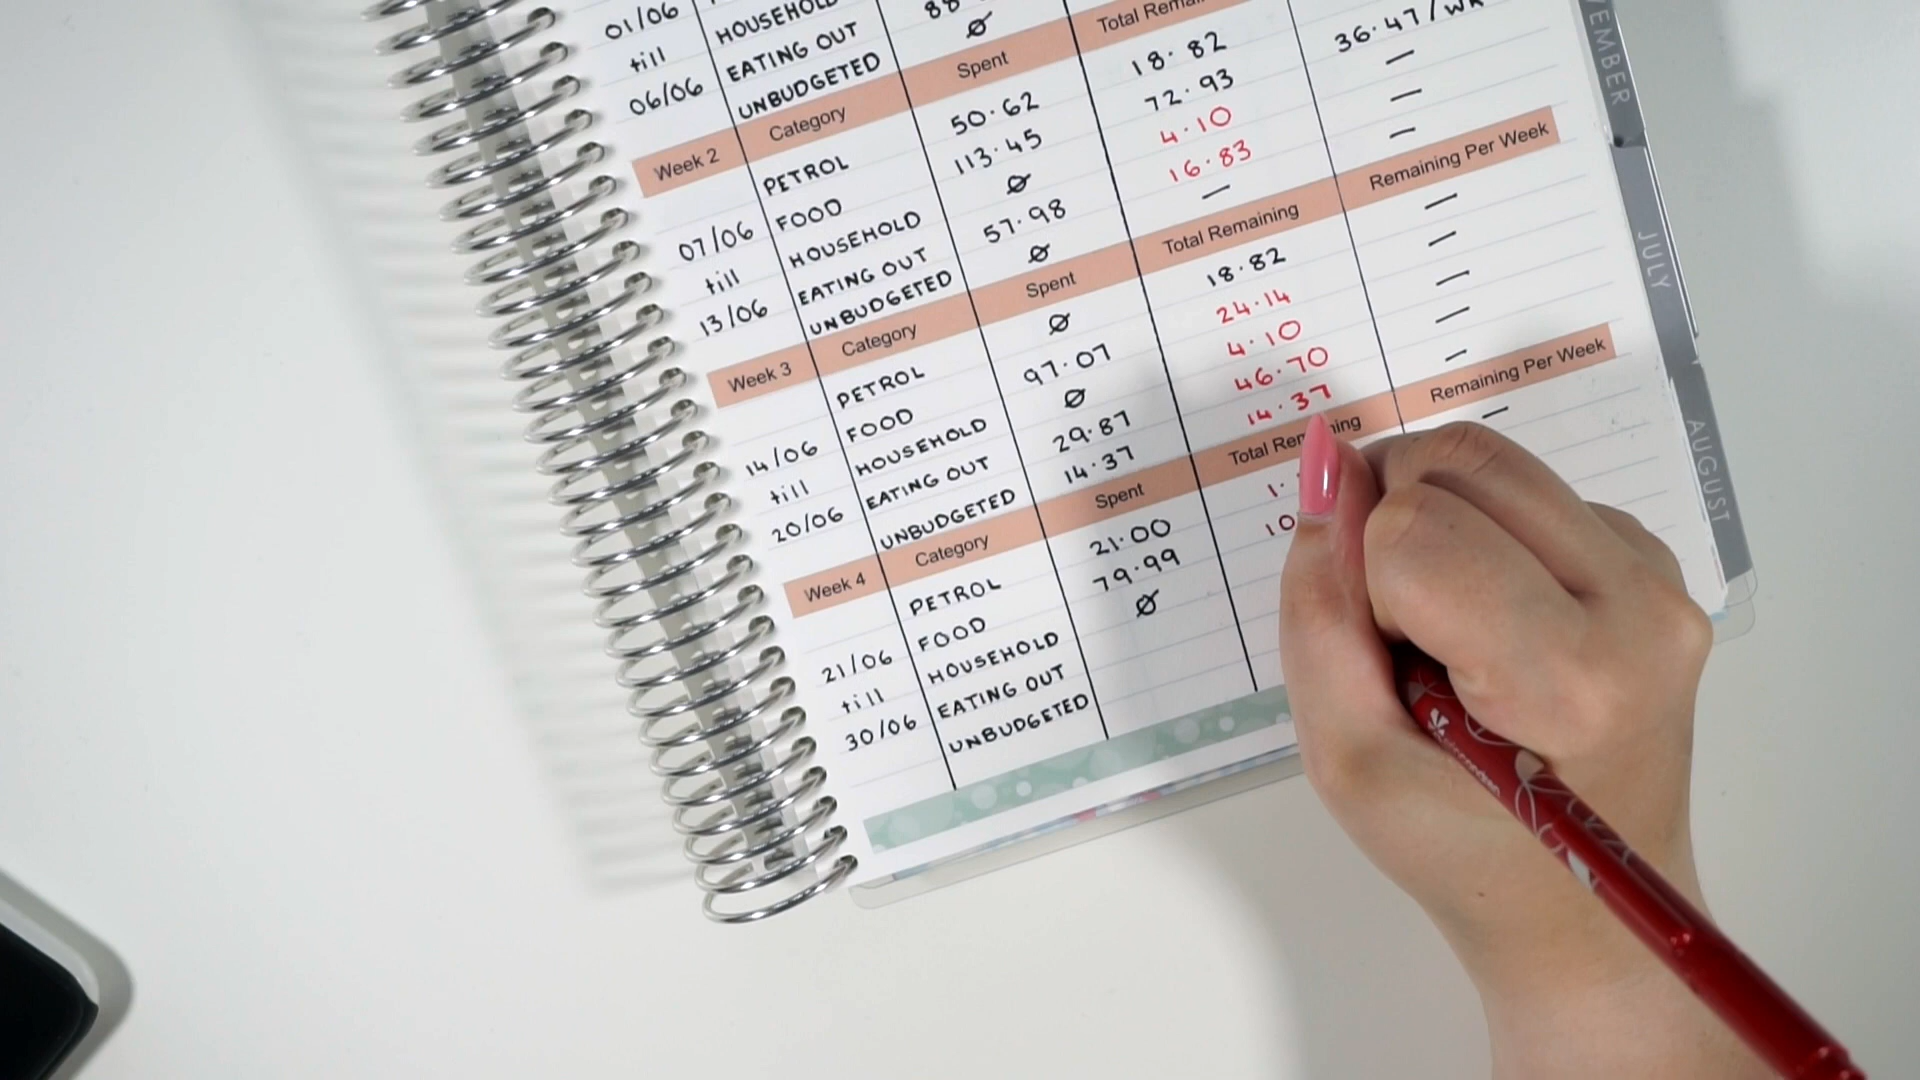 01/06 HOUSEHOLD 88
till EATING OUT Ø Total 36.47/WK
06/06 UNBUDGETED
Week 2 Category Spent 18.82 —
PETROL 50.62 72.93 —
07/06 FOOD 113.45 4.10 —
till HOUSEHOLD Ø 16.83
13/06 EATING OUT 57.98 —
UNBUDGETED Ø
Week 3 Category Spent Total Remaining Remaining Per Week
PETROL Ø 18.82 —
14/06 FOOD 97.07 24.14 —
till HOUSEHOLD Ø 4.10 —
20/06 EATING OUT 29.87 46.70 —
UNBUDGETED 14.37 14.37 —
Week 4 Category Spent Total Remaining Per Week
PETROL 21.00 —
21/06 FOOD 79.99
till HOUSEHOLD Ø
30/06 EATING OUT
UNBUDGETED
JULY
AUGUST